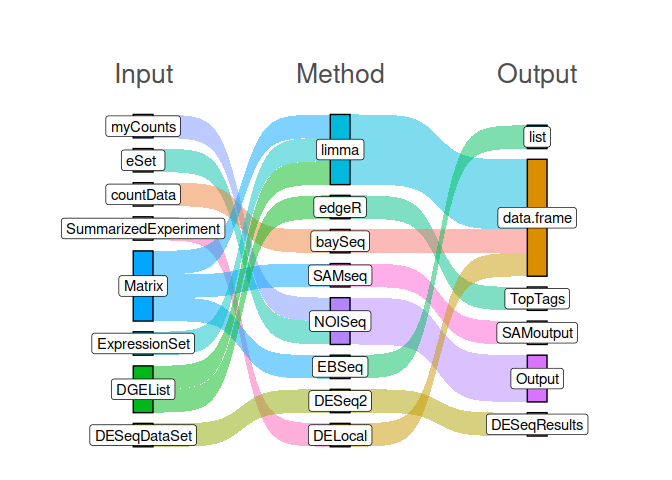 Input
Method
Output
myCounts
eSet
countData
SummarizedExperiment
Matrix
ExpressionSet
DGEList
DESeqDataSet
limma
edgeR
baySeq
SAMseq
NOISeq
EBSeq
DESeq2
DELocal
list
data.frame
TopTags
SAMoutput
Output
DESeqResults